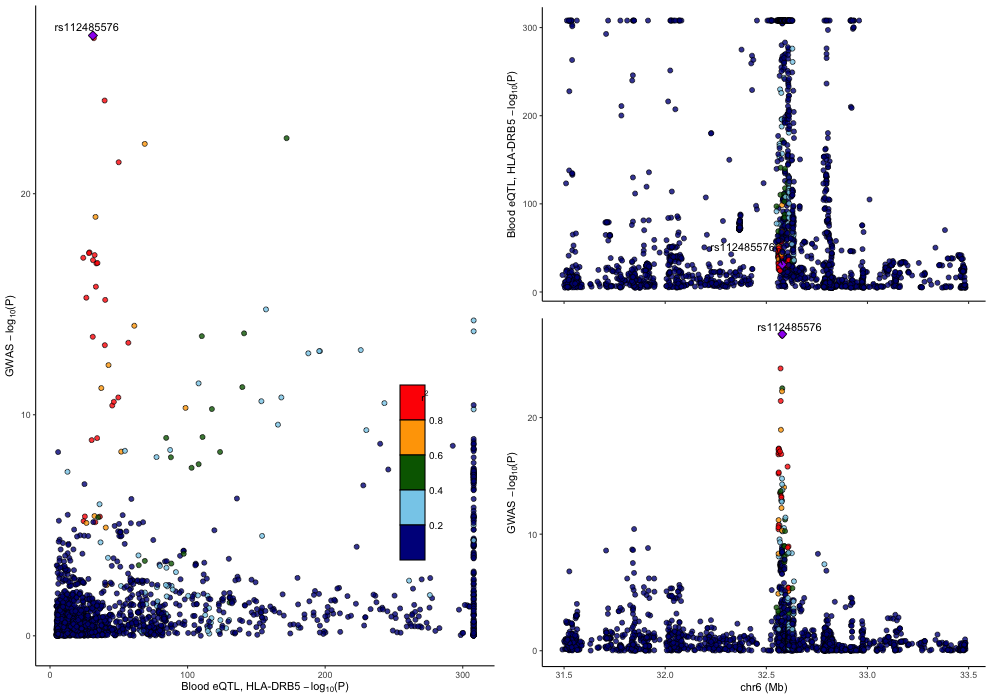 rs112485576
GWAS −log10(P)
20
10
0
0
100
200
300
Blood eQTL, HLA-DRB5 −log10(P)
r2
0.8
0.6
0.4
0.2
Blood eQTL, HLA-DRB5 −log10(P)
300
200
100
0
rs112485576
GWAS −log10(P)
20
10
0
rs112485576
31.5
32.0
32.5
33.0
33.5
chr6 (Mb)